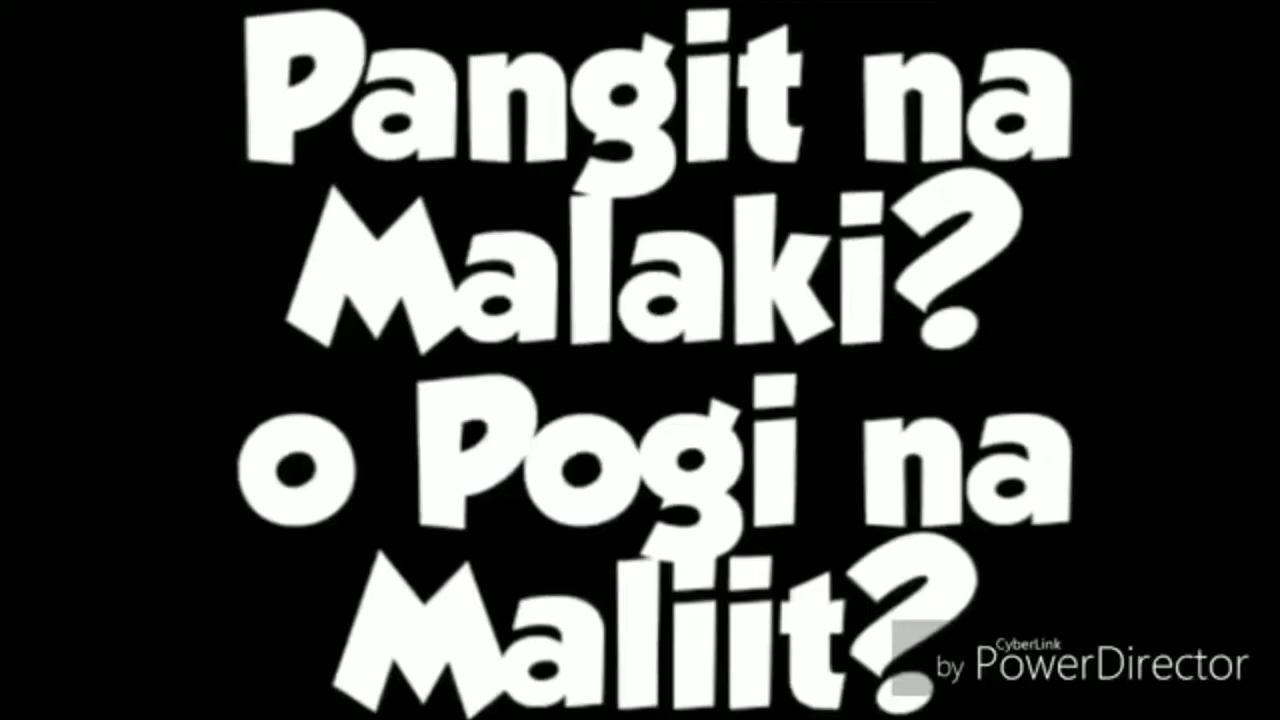 Pangit na
Malaki?
o Pogi na
Maliit?
CyberLink
by PowerDirector